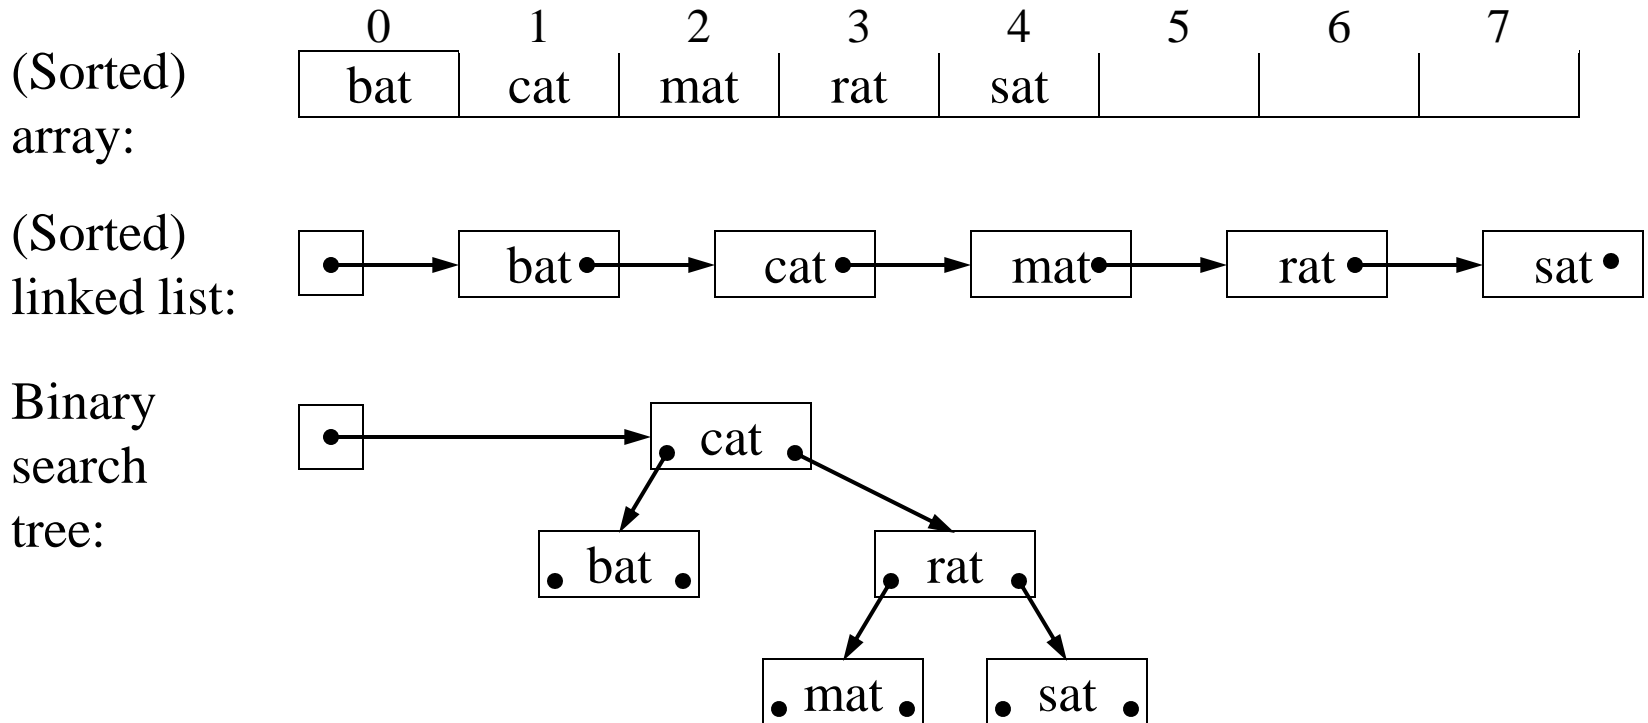 0 1 2 3 4 5 6 7
(Sorted)
array:
bat cat mat rat sat
(Sorted)
linked list:
bat cat mat rat sat
Binary
search
tree:
cat
bat rat
mat sat